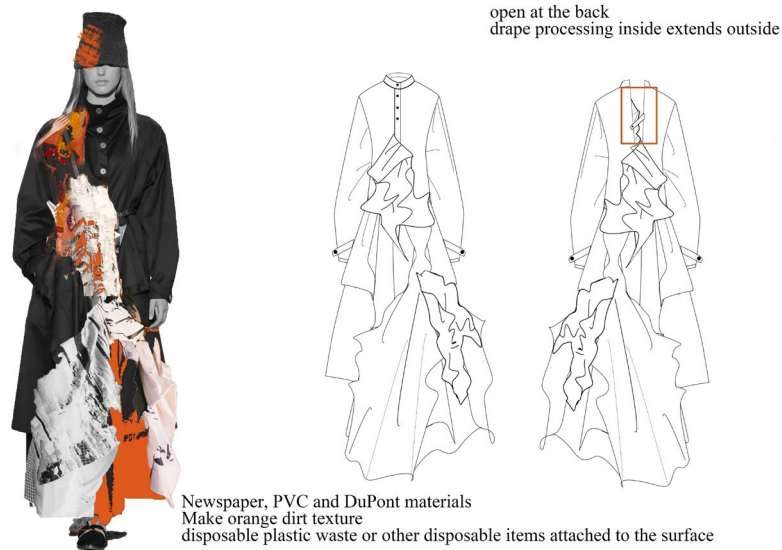 open at the back
drape processing inside extends outside
Newspaper, PVC and DuPont materials
Make orange dirt texture
disposable plastic waste or other disposable items attached to the surface